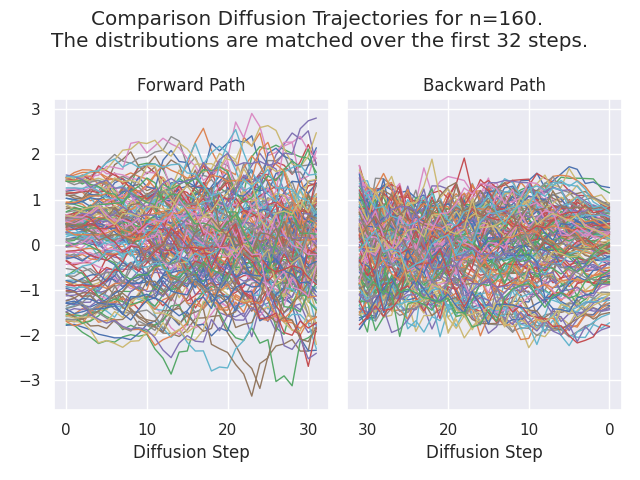 Comparison Diffusion Trajectories for n=160.
The distributions are matched over the first 32 steps.
Forward Path
Backward Path
3
2
1
0
−1
−2
−3
0 10 20 30
30 20 10 0
Diffusion Step
Diffusion Step